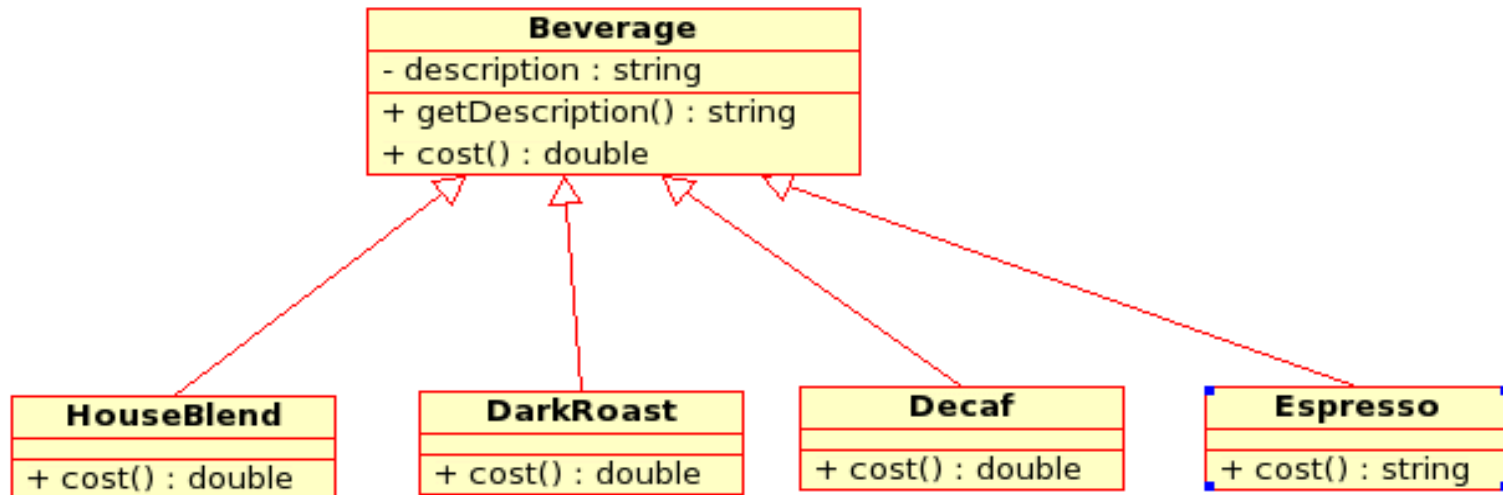 Beverage
- description : string
+ getDescription() : string
+ cost() : double
HouseBlend
+ cost() : double
DarkRoast
+ cost() : double
Decaf
+ cost() : double
Espresso
+ cost() : string